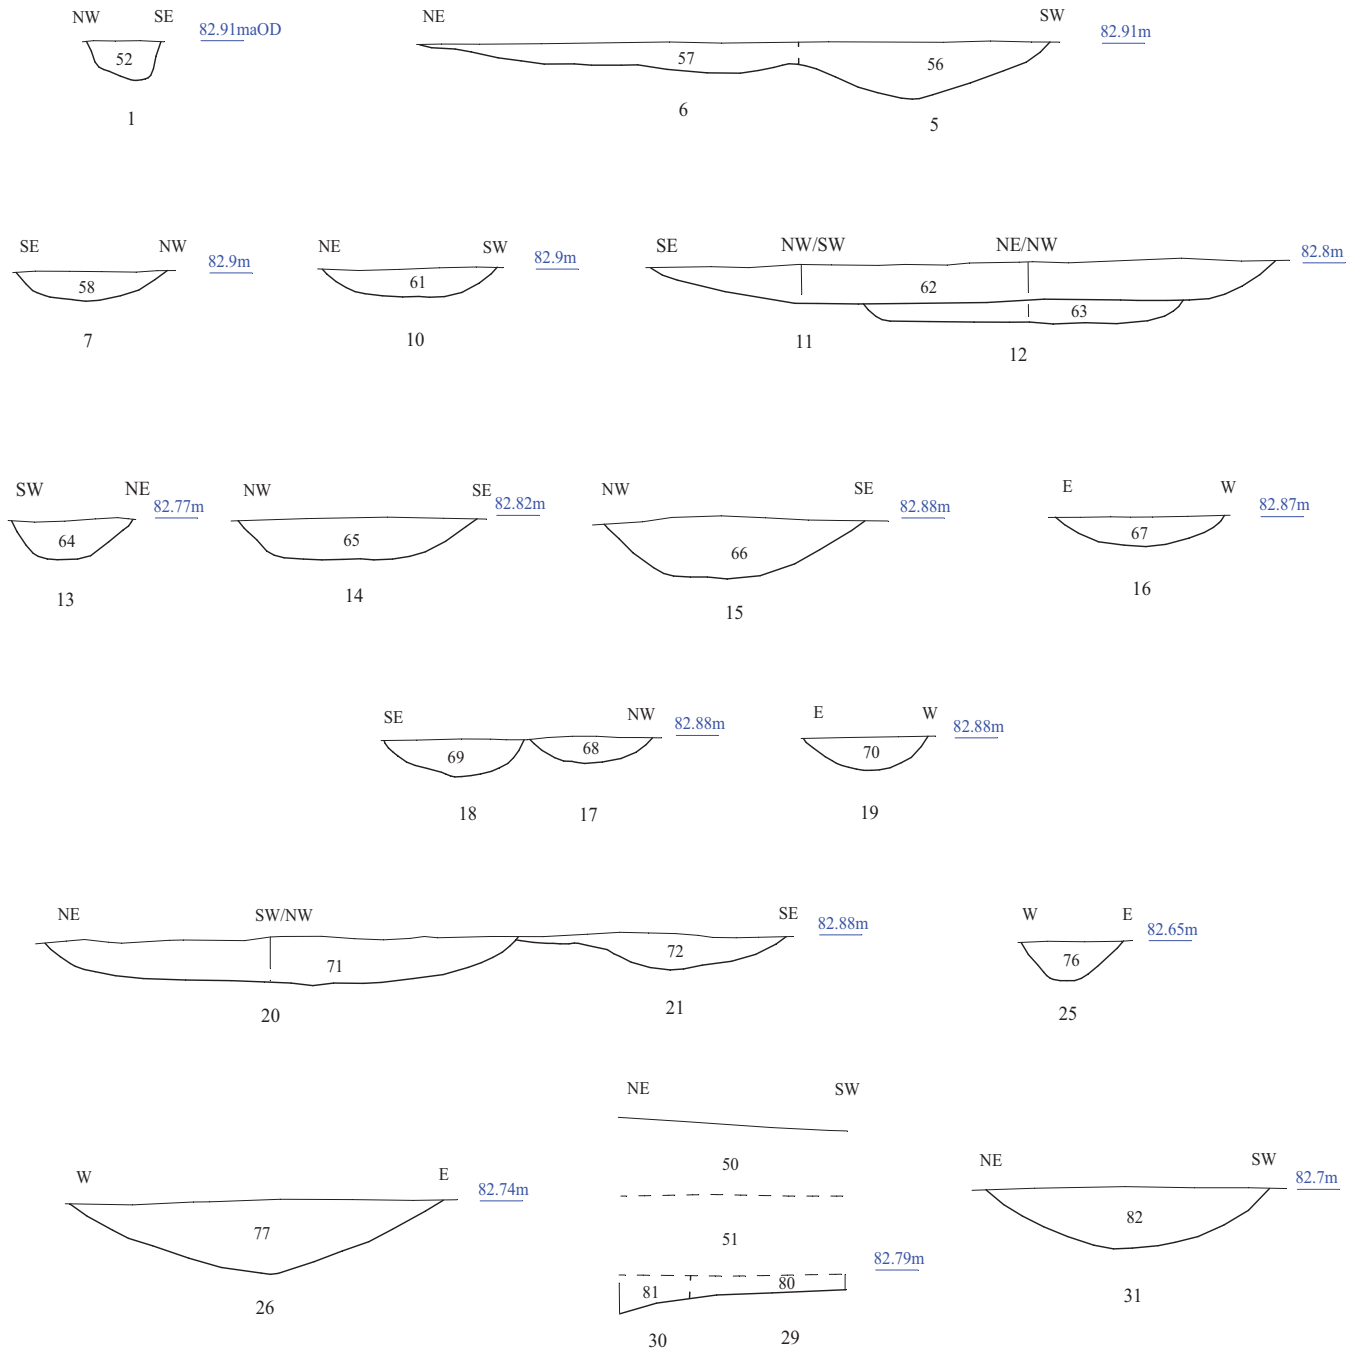 NW SE 82.91maOD
52
1
NE SW 82.91m
57 56
6 5
SE NW 82.9m
58
7
NE SW 82.9m
61
10
SE NW/SW NE/NW 82.8m
62
63
11 12
SW NE 82.77m
64
13
NW SE 82.82m
65
14
NW SE 82.88m
66
15
E W 82.87m
67
16
SE NW 82.88m
69 68
18 17
E W 82.88m
70
19
NE SW/NW SE 82.88m
71 72
20 21
W E 82.65m
76
25
W E 82.74m
77
26
NE SW
50
51
82.79m
81 80
30 29
NE SW 82.7m
82
31